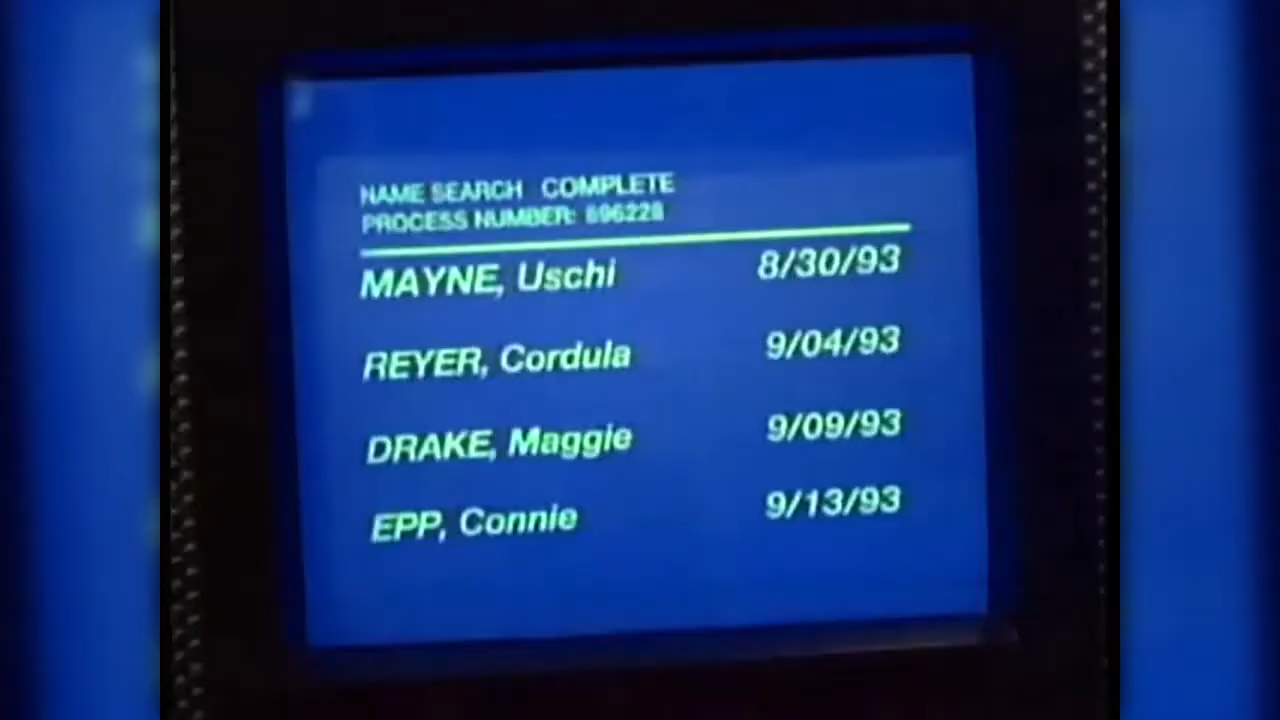 NAME SEARCH COMPLETE
PROCESS NUMBER: 696228
MAYNE, Uschi 8/30/93
REYER, Cordula 9/04/93
DRAKE, Maggie 9/09/93
EPP, Connie 9/13/93